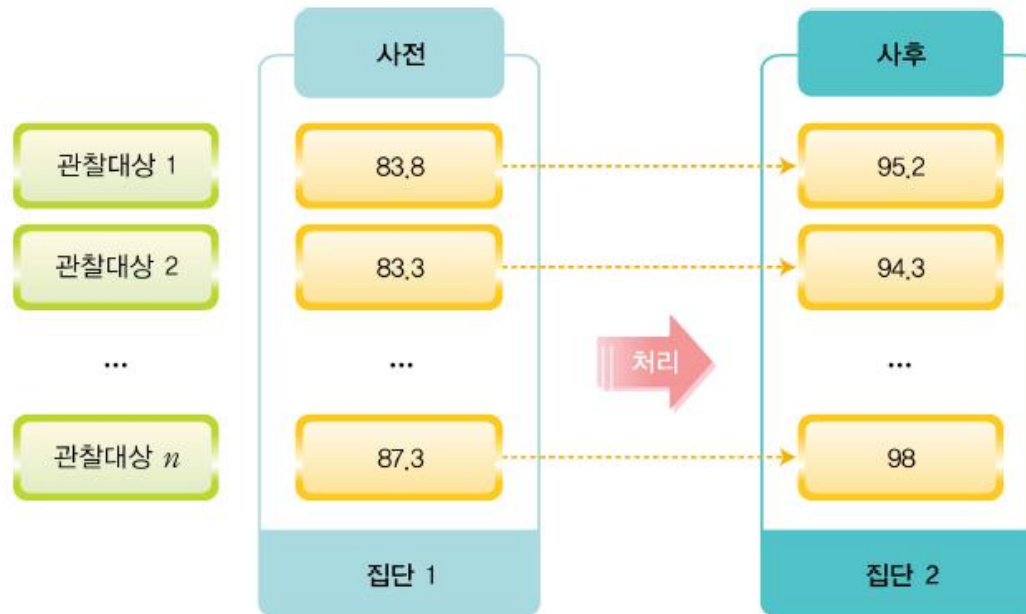 사전
사후
관찰대상 1
83.8
95.2
관찰대상 2
83.3
94.3
...
...
처리
...
관찰대상 n
87.3
98
집단 1
집단 2